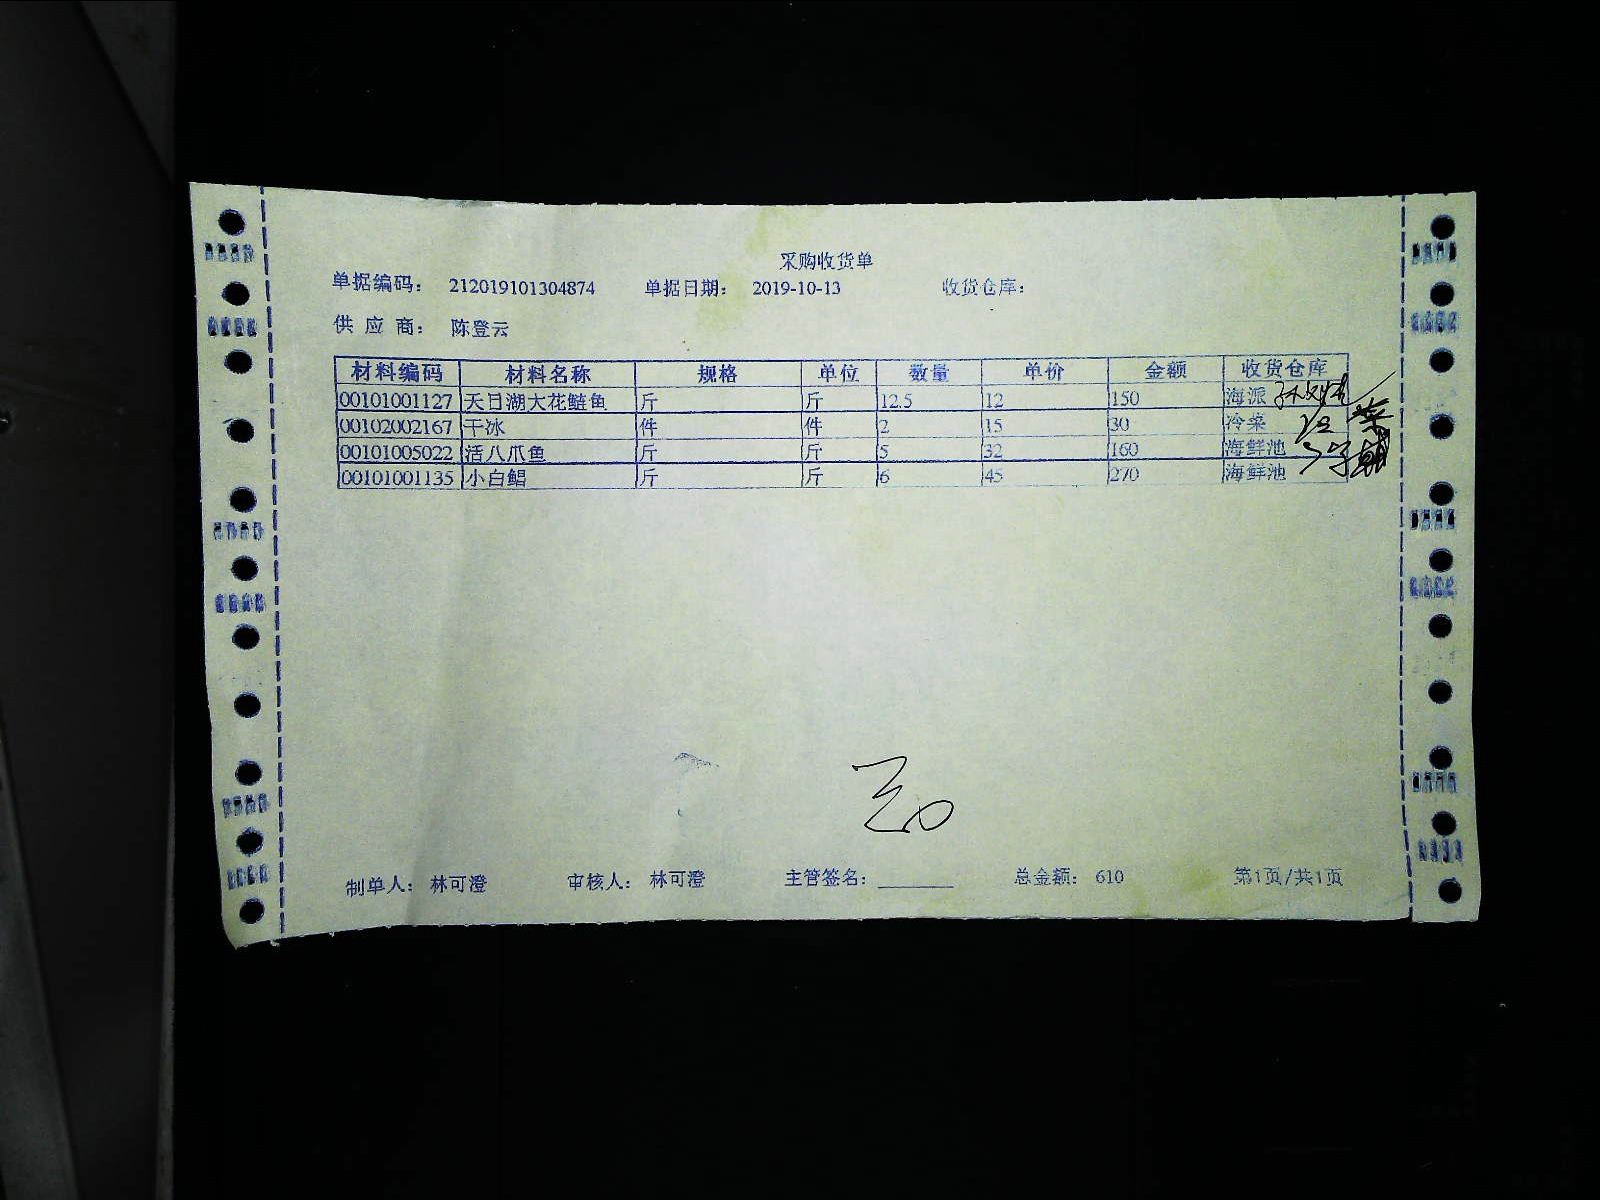 采购收货单
单据编码： 212019101304874 单据日期： 2019-10-13 收货仓库：
供 应 商： 陈登云
材料编码 材料名称 规格 单位 数量 单价 金额 收货仓库
00101001127 天目湖大花鲢鱼 斤 斤 12.5 12 150 海派
00102002167 干冰 件 件 2 15 30 冷菜
00101005022 活八爪鱼 斤 斤 5 32 160 海鲜池
00101001135 小白鲳 斤 斤 6 45 270 海鲜池
制单人： 林可澄 审核人： 林可澄 主管签名： 总金额： 610 第1页/共1页